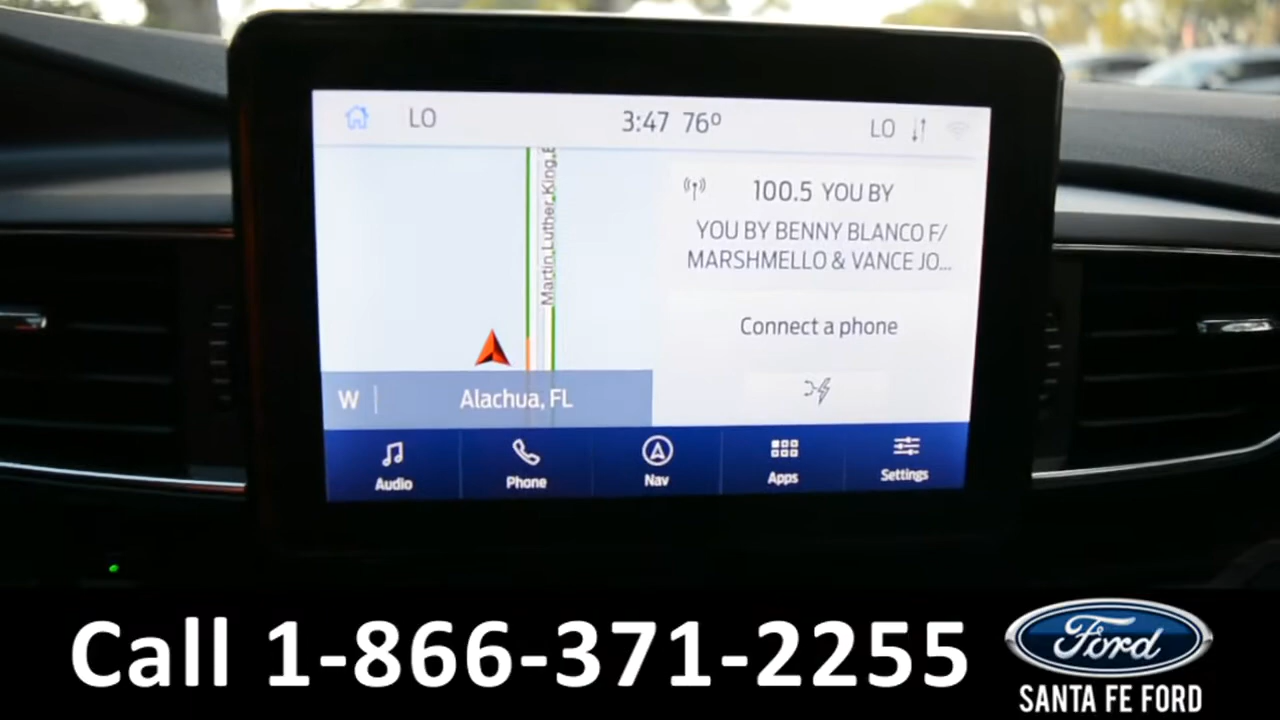 LO 3:47 76° LO
Martin Luther King
100.5 YOU BY
YOU BY BENNY BLANCO F/
MARSHMELLO & VANCE JO...
Connect a phone
W Alachua, FL
Audio Phone Nav Apps Settings
Call 1-866-371-2255
Ford
SANTA FE FORD